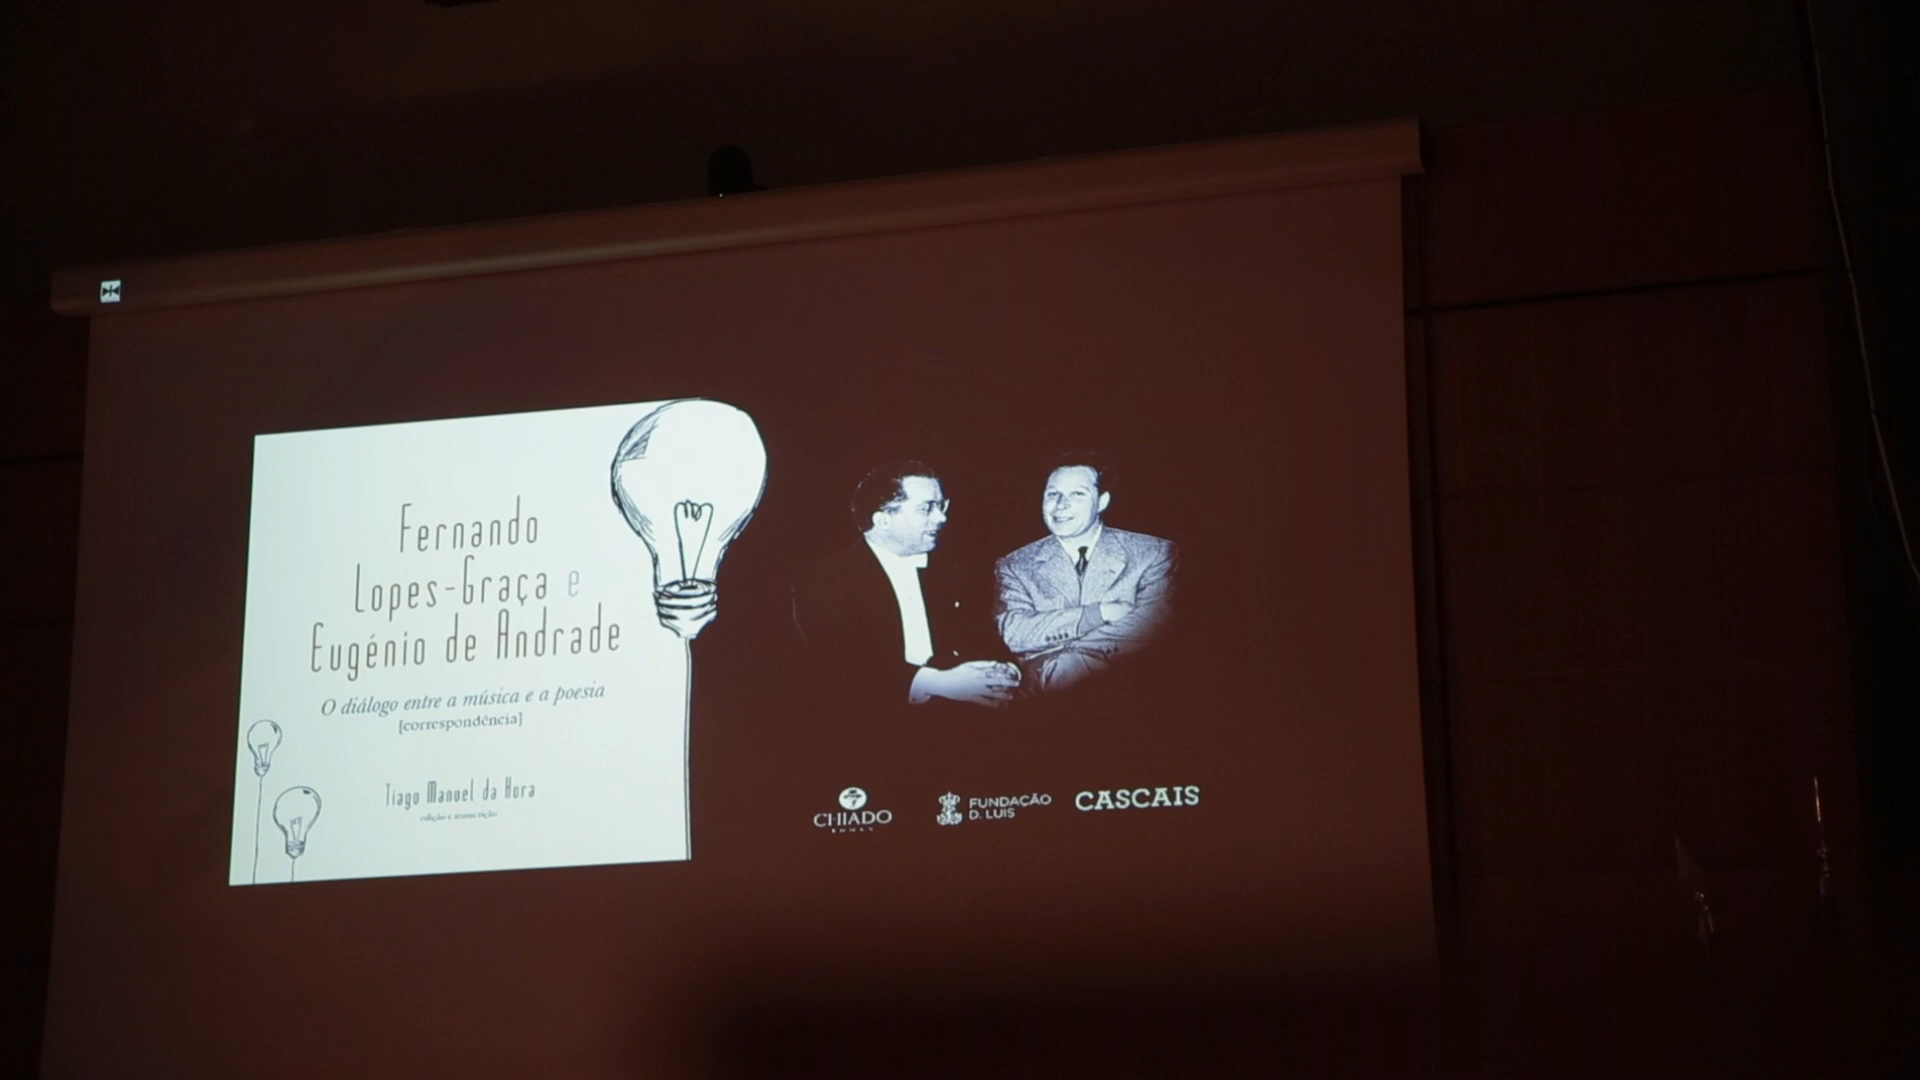 Fernando
Lopes-Graça e
Eugénio de Andrade
O diálogo entre a música e a poesia
[correspondência]
Tiago Manuel da Hora
edição e transcrição
CHIADO
BOOKS
FUNDAÇÃO
D. LUIS
CASCAIS